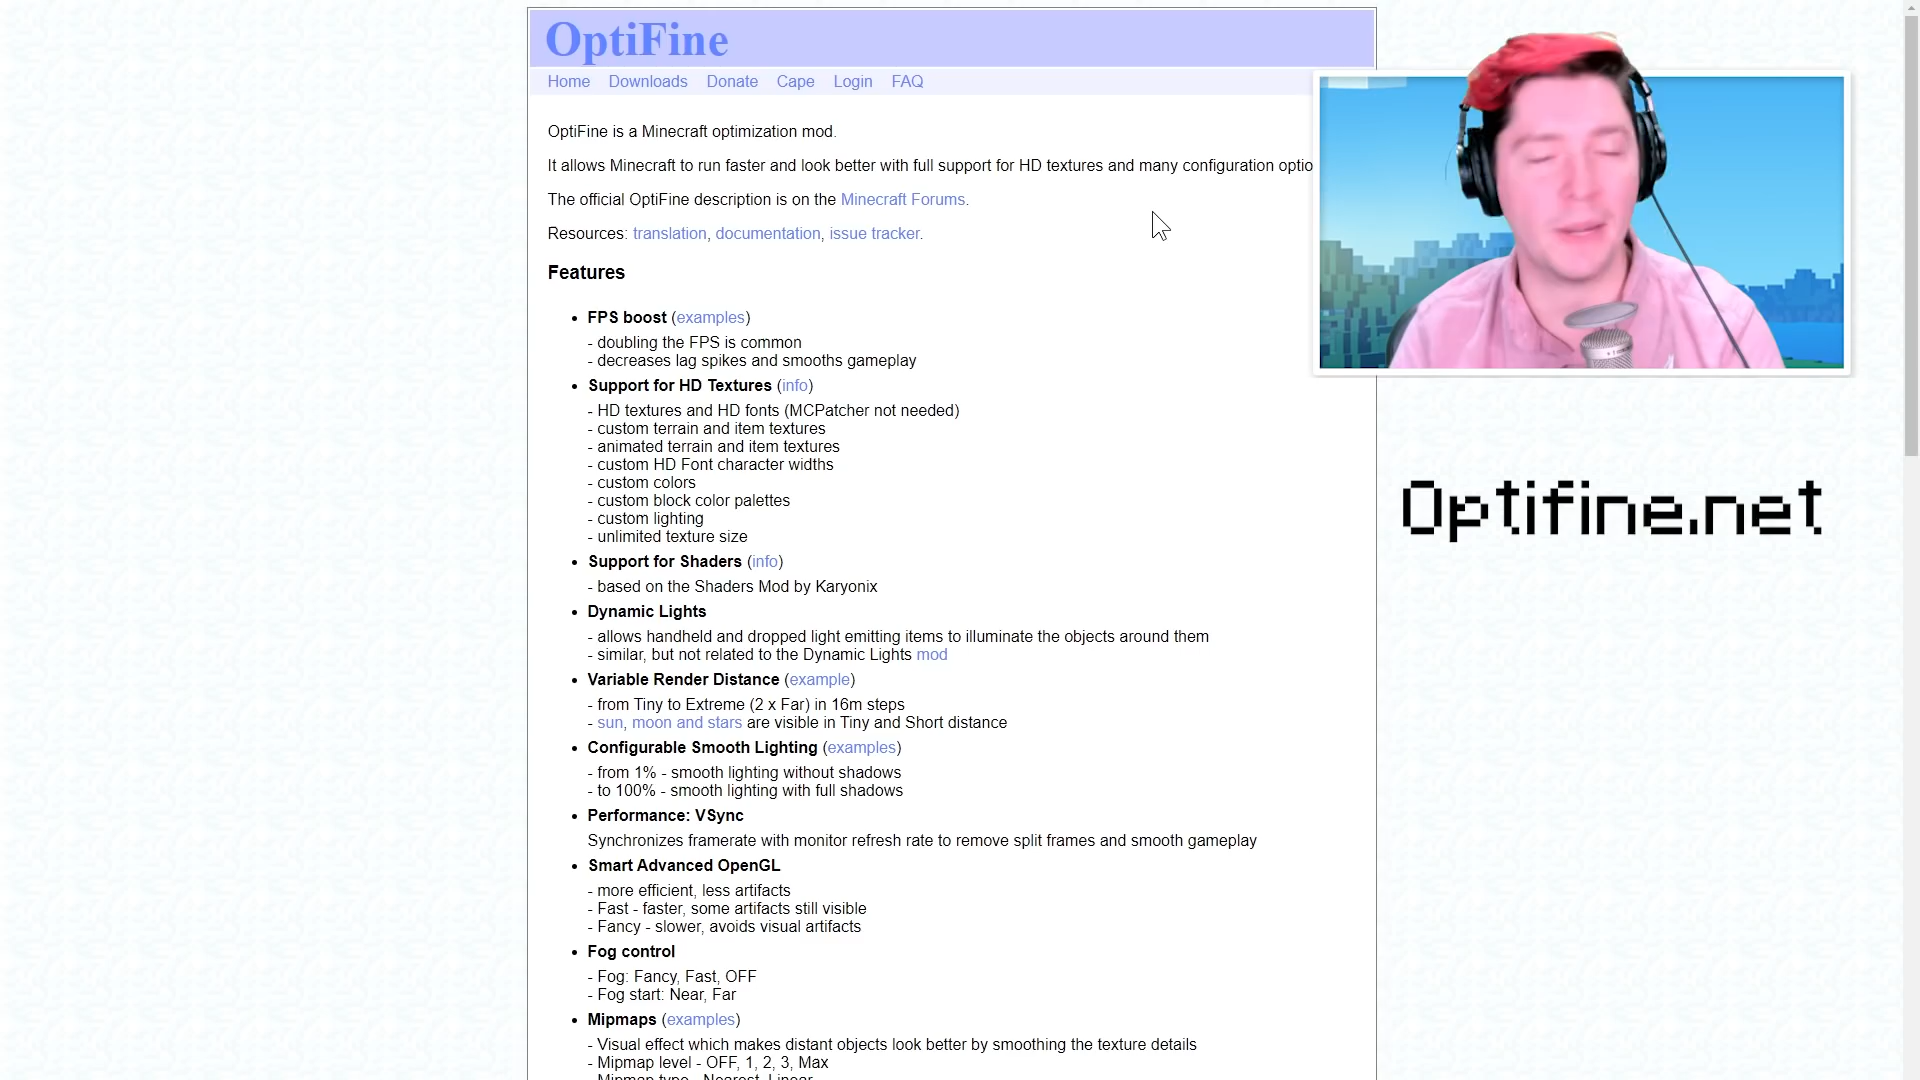 OptiFine
Home Downloads Donate Cape Login FAQ
OptiFine is a Minecraft optimization mod.
It allows Minecraft to run faster and look better with full support for HD textures and many configuration optio
The official OptiFine description is on the Minecraft Forums.
Resources: translation, documentation, issue tracker.
Features
• FPS boost (examples)
- doubling the FPS is common
- decreases lag spikes and smooths gameplay
• Support for HD Textures (info)
- HD textures and HD fonts (MCPatcher not needed)
- custom terrain and item textures
- animated terrain and item textures
- custom HD Font character widths
- custom colors
- custom block color palettes
- custom lighting
- unlimited texture size
Optifine.net
• Support for Shaders (info)
- based on the Shaders Mod by Karyonix
• Dynamic Lights
- allows handheld and dropped light emitting items to illuminate the objects around them
- similar, but not related to the Dynamic Lights mod
• Variable Render Distance (example)
- from Tiny to Extreme (2 x Far) in 16m steps
- sun, moon and stars are visible in Tiny and Short distance
• Configurable Smooth Lighting (examples)
- from 1% - smooth lighting without shadows
- to 100% - smooth lighting with full shadows
• Performance: VSync
Synchronizes framerate with monitor refresh rate to remove split frames and smooth gameplay
• Smart Advanced OpenGL
- more efficient, less artifacts
- Fast - faster, some artifacts still visible
- Fancy - slower, avoids visual artifacts
• Fog control
- Fog: Fancy, Fast, OFF
- Fog start: Near, Far
• Mipmaps (examples)
- Visual effect which makes distant objects look better by smoothing the texture details
- Mipmap level - OFF, 1, 2, 3, Max
- Mipmap type - Nearest, Linear